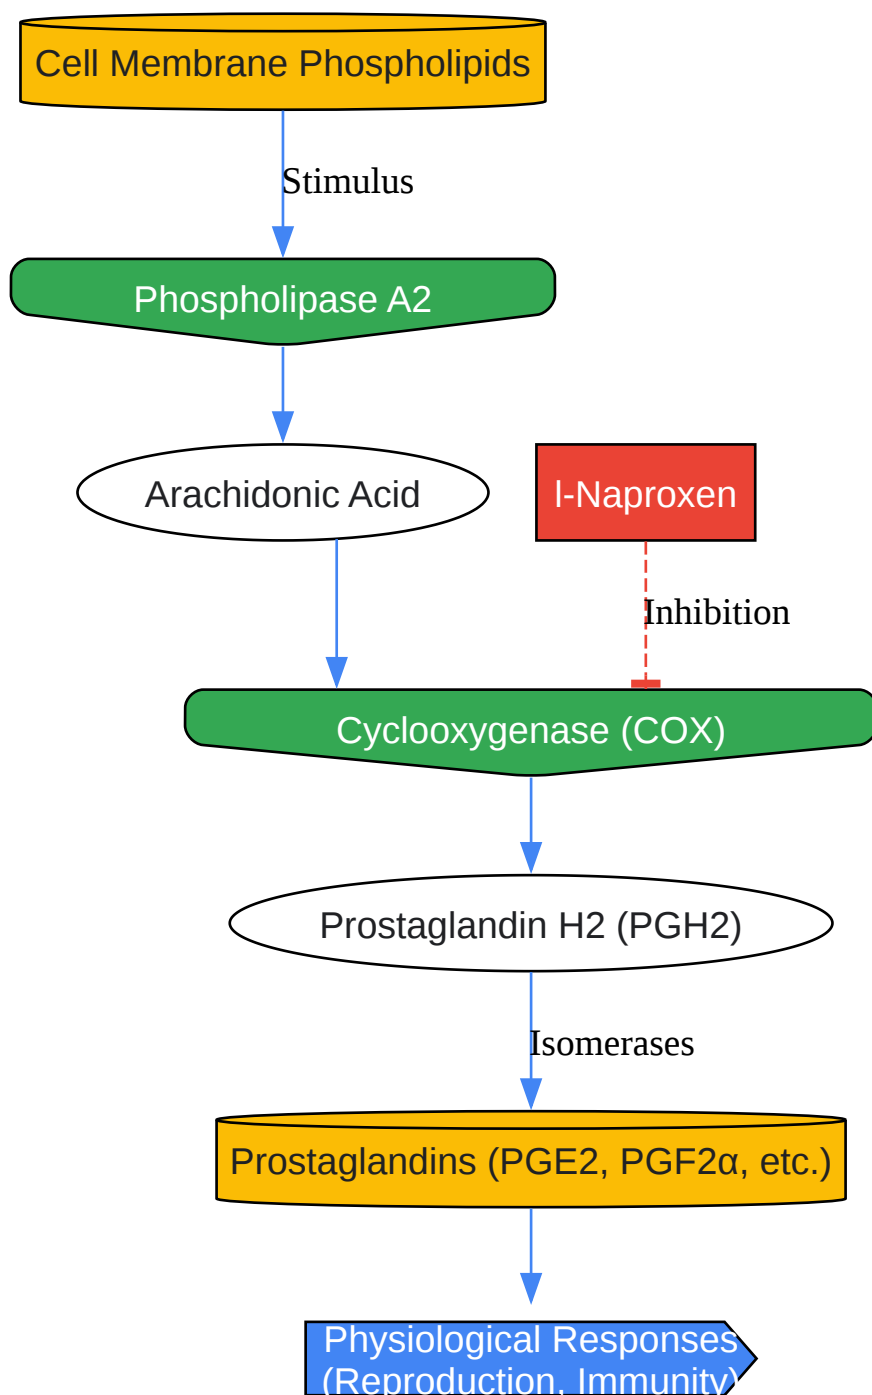 Cell Membrane Phospholipids
Stimulus
Phospholipase A2
Arachidonic Acid
l-Naproxen
Inhibition
Cyclooxygenase (COX)
Prostaglandin H2 (PGH2)
Isomerases
Prostaglandins (PGE2, PGF2α, etc.)
Physiological Responses
(Reproduction, Immunity)